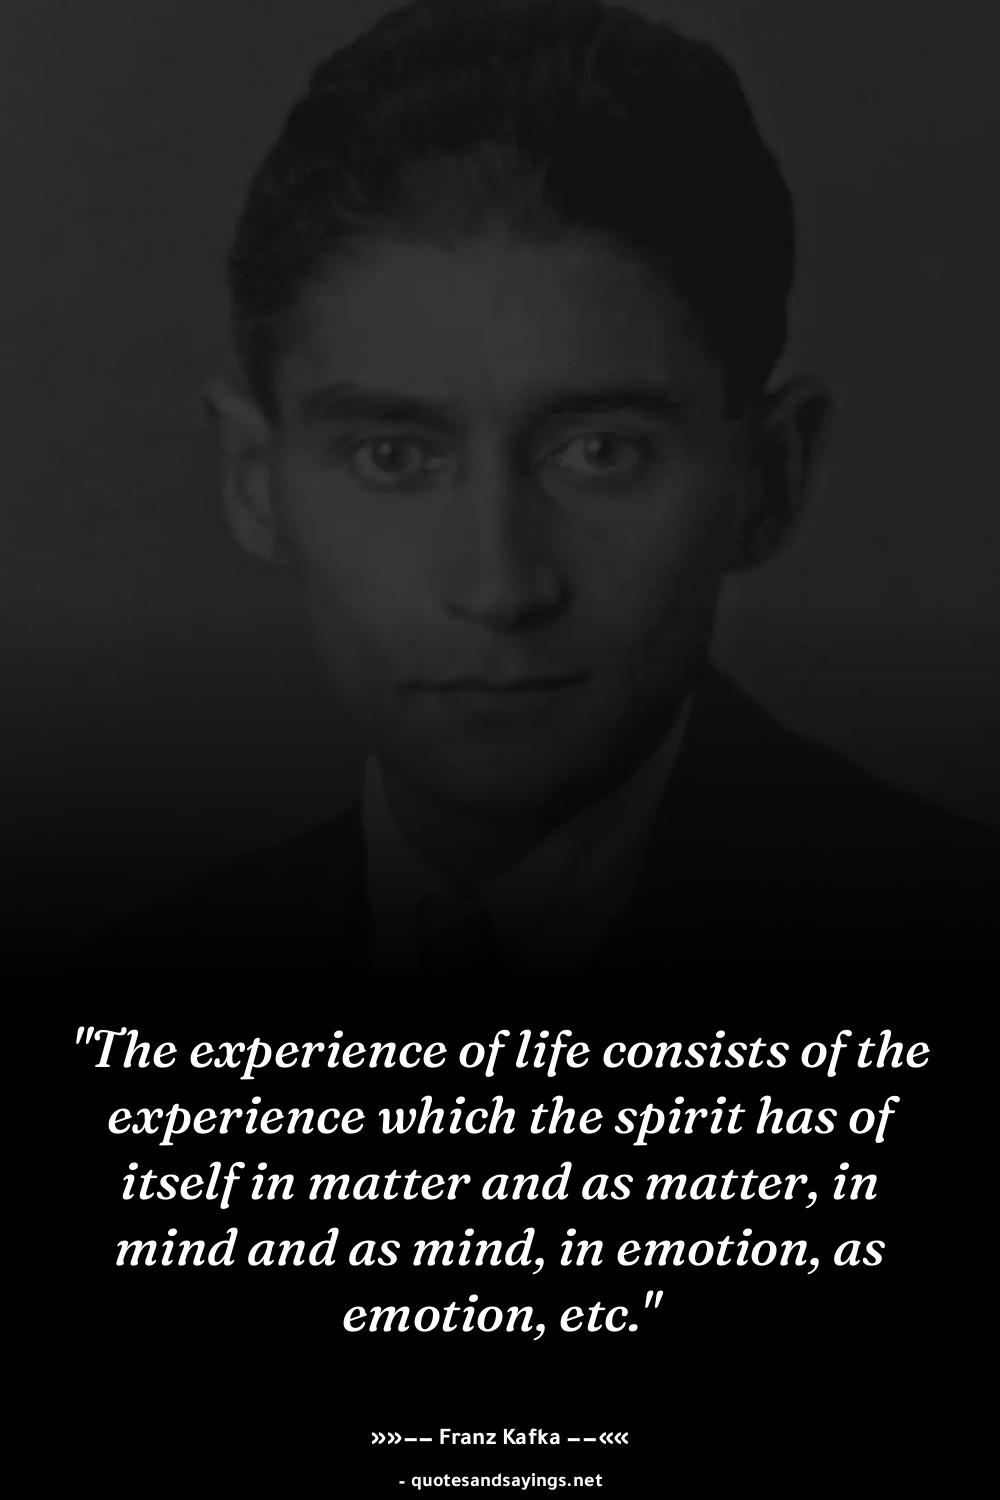 "The experience of life consists of the
experience which the spirit has of
itself in matter and as matter, in
mind and as mind, in emotion, as
emotion, etc."
»»–– Franz Kafka ––««
- quotesandsayings.net